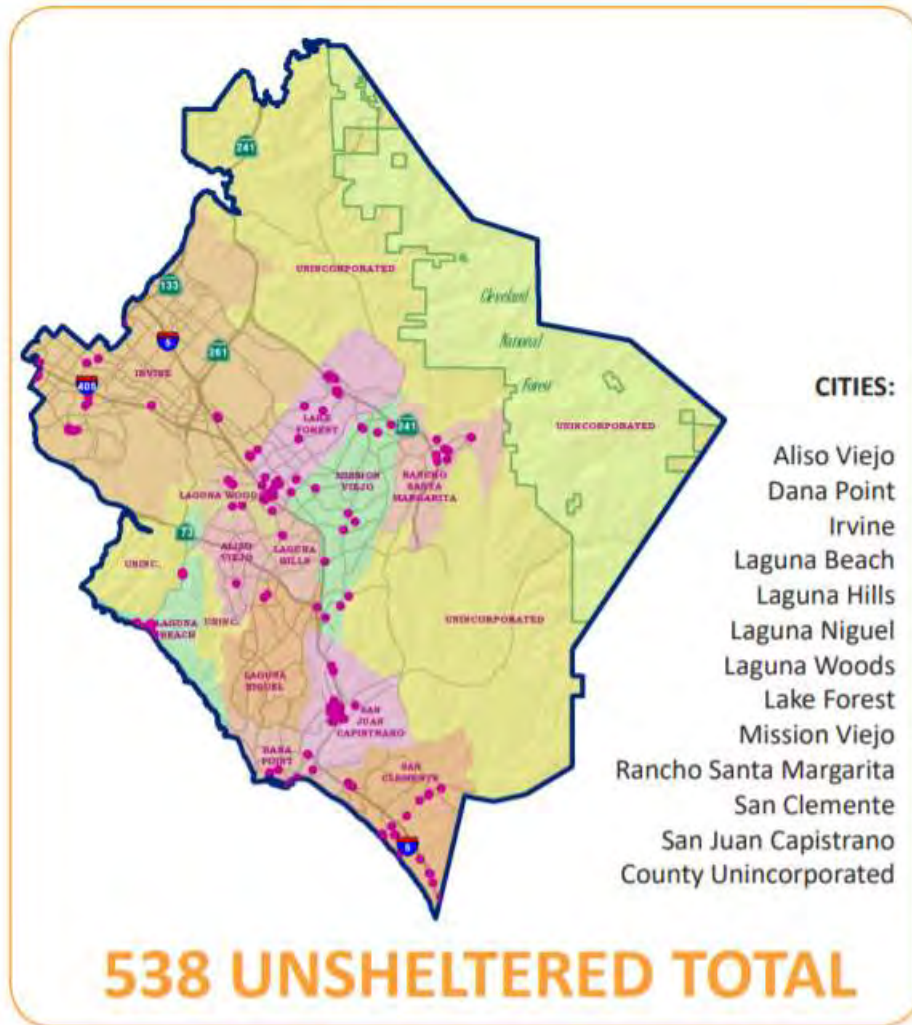 241
UNINCORPORATED
133
5
261
Cleveland
National
Forest
IRVINE
405
LAKE
FOREST
241
UNINCORPORATED
MISSION
VIEJO
RANCHO
SANTA
MARGARITA
LAGUNA WOODS
73
ALISO
VIEJO
LAGUNA
HILLS
UNINC.
UNINC.
UNINCORPORATED
LAGUNA
BEACH
LAGUNA
NIGUEL
SAN
JUAN
CAPISTRANO
DANA
POINT
SAN
CLEMENTE
5
CITIES:
Aliso Viejo
Dana Point
Irvine
Laguna Beach
Laguna Hills
Laguna Niguel
Laguna Woods
Lake Forest
Mission Viejo
Rancho Santa Margarita
San Clemente
San Juan Capistrano
County Unincorporated
538 UNSHELTERED TOTAL